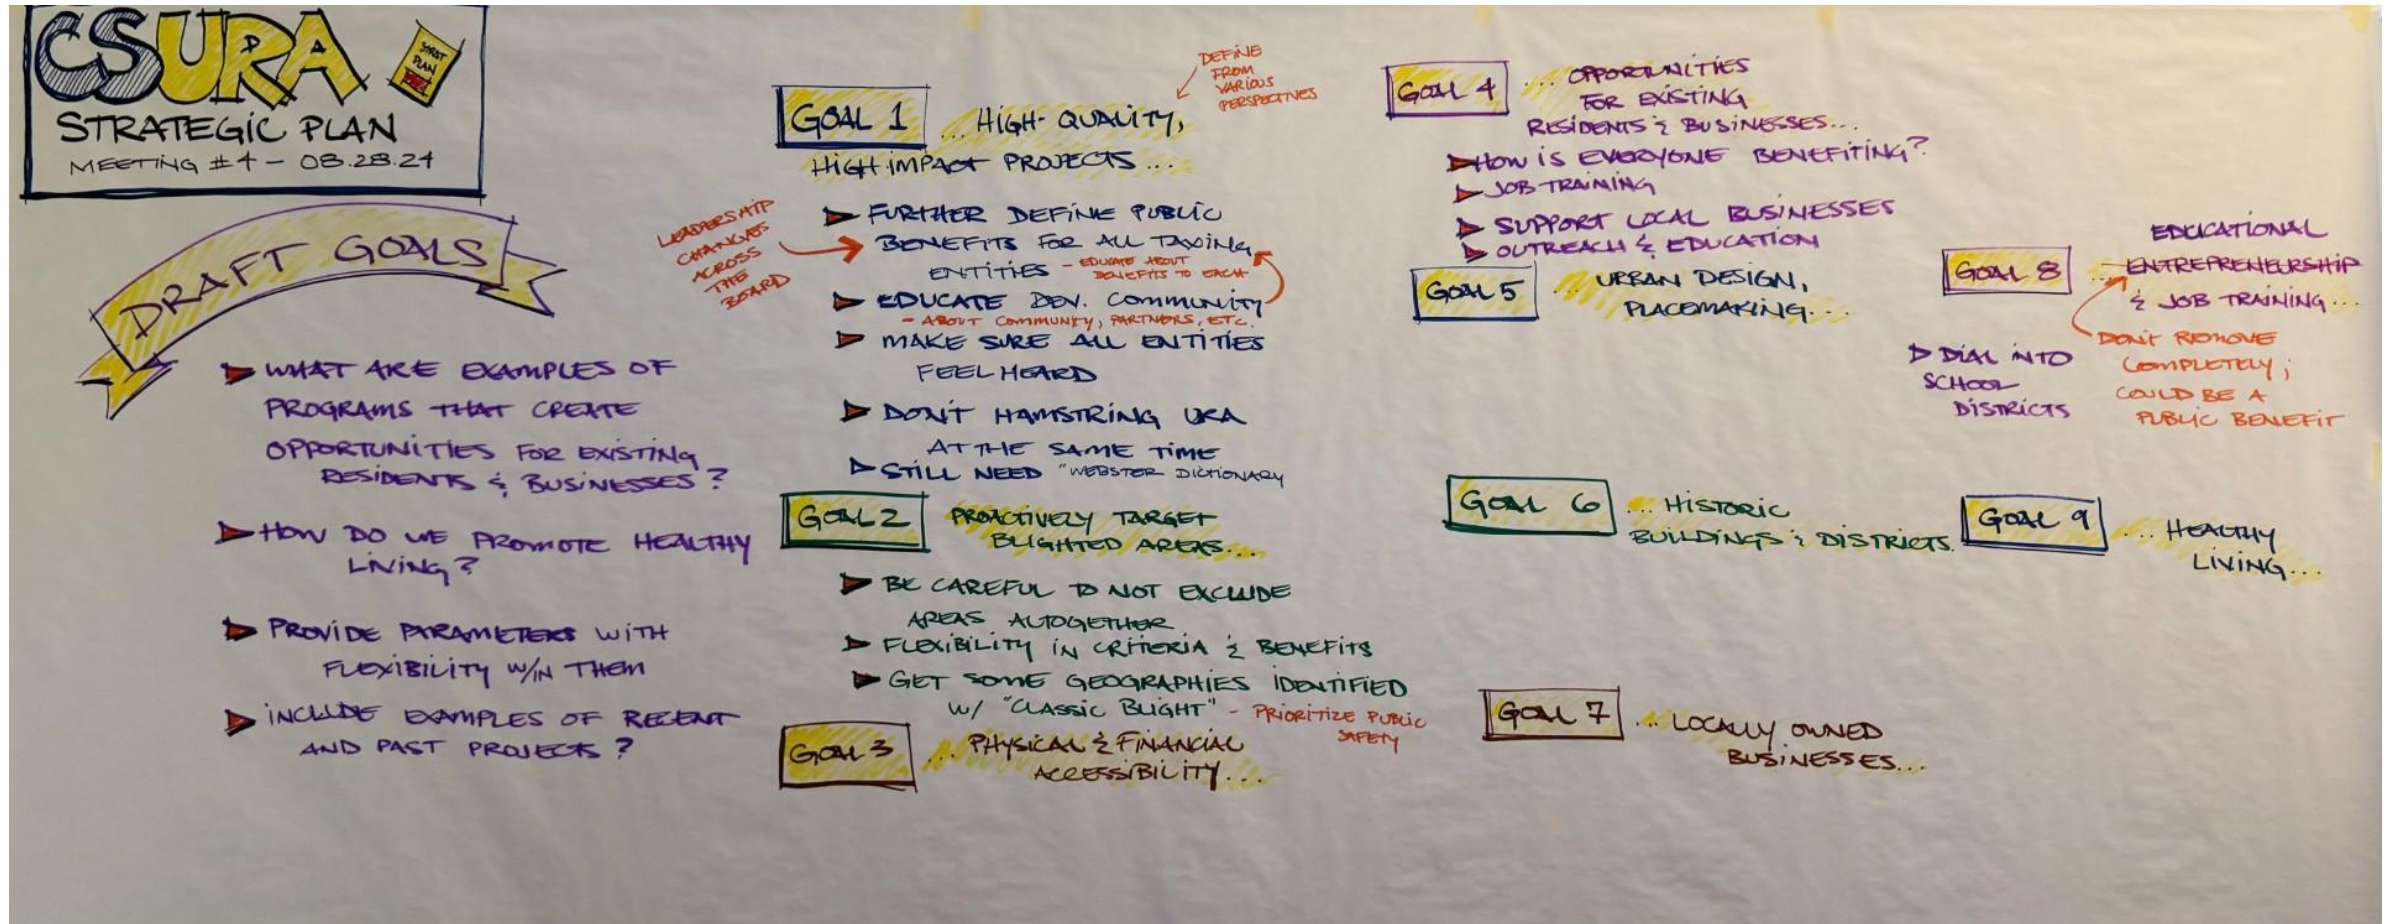 CSURA
STRAT
PLAN
STRATEGIC PLAN
MEETING #4 - 08.28.24
DRAFT GOALS
WHAT ARE EXAMPLES OF
PROGRAMS THAT CREATE
OPPORTUNITIES FOR EXISTING
RESIDENTS & BUSINESSES?
HOW DO WE PROMOTE HEALTHY
LIVING?
PROVIDE PARAMETERS WITH
FLEXIBILITY W/IN THEM
INCLUDE EXAMPLES OF RECENT
AND PAST PROJECTS?
GOAL 1 ... HIGH-QUALITY,
HIGH IMPACT PROJECTS...
DEFINE
FROM
VARIOUS
PERSPECTIVES
FURTHER DEFINE PUBLIC
BENEFITS FOR ALL TAXING
ENTITIES - EDUCATE ABOUT
BENEFITS TO EACH
LEADERSHIP
CHANGES
ACROSS
THE
BOARD
EDUCATE DEV. COMMUNITY
- ABOUT COMMUNITY, PARTNERS, ETC.
MAKE SURE ALL ENTITIES
FEEL HEARD
DON'T HAMSTRING URA
AT THE SAME TIME
STILL NEED "WEBSTER DICTIONARY
GOAL 2 PROACTIVELY TARGET
BLIGHTED AREAS...
BE CAREFUL TO NOT EXCLUDE
AREAS ALTOGETHER
FLEXIBILITY IN CRITERIA & BENEFITS
GET SOME GEOGRAPHIES IDENTIFIED
W/ "CLASSIC BLIGHT" - PRIORITIZE PUBLIC
SAFETY
GOAL 3 ... PHYSICAL & FINANCIAL
ACCESSIBILITY...
GOAL 4 ... OPPORTUNITIES
FOR EXISTING
RESIDENTS & BUSINESSES...
HOW IS EVERYONE BENEFITING?
JOB TRAINING
SUPPORT LOCAL BUSINESSES
OUTREACH & EDUCATION
GOAL 5 ... URBAN DESIGN,
PLACEMAKING...
GOAL 6 ... HISTORIC
BUILDINGS & DISTRICTS.
GOAL 7 ... LOCALLY OWNED
BUSINESSES...
EDUCATIONAL
GOAL 8 ... ENTREPRENEURSHIP
& JOB TRAINING...
DON'T REMOVE
COMPLETELY;
COULD BE A
PUBLIC BENEFIT
DIAL INTO
SCHOOL
DISTRICTS
GOAL 9 ... HEALTHY
LIVING...